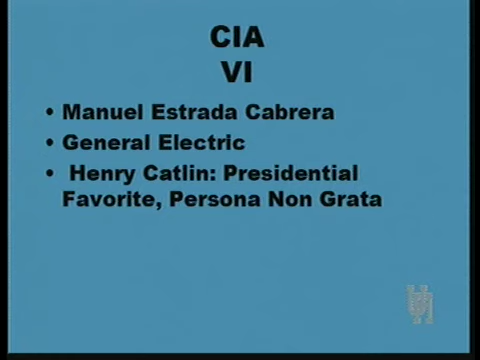 CIA
VI
• Manuel Estrada Cabrera
• General Electric
• Henry Catlin: Presidential
Favorite, Persona Non Grata